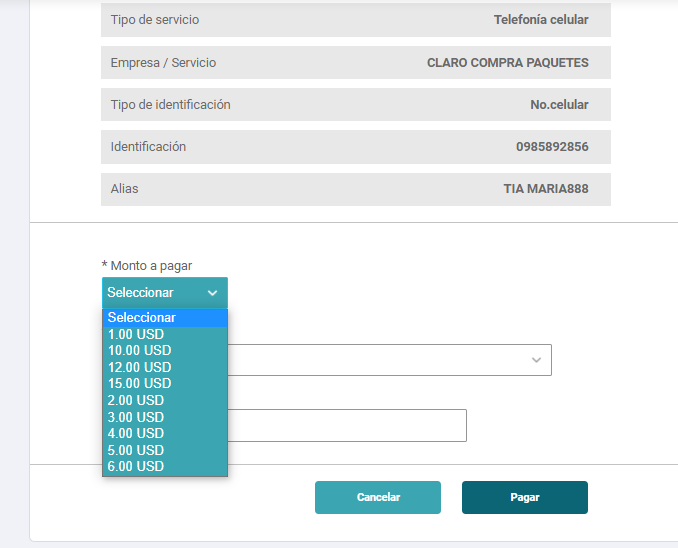 Tipo de servicio Telefonía celular
Empresa / Servicio CLARO COMPRA PAQUETES
Tipo de identificación No.celular
Identificación 0985892856
Alias TIA MARIA888
* Monto a pagar
Seleccionar
Seleccionar
1.00 USD
10.00 USD
12.00 USD
15.00 USD
2.00 USD
3.00 USD
4.00 USD
5.00 USD
6.00 USD
Cancelar Pagar